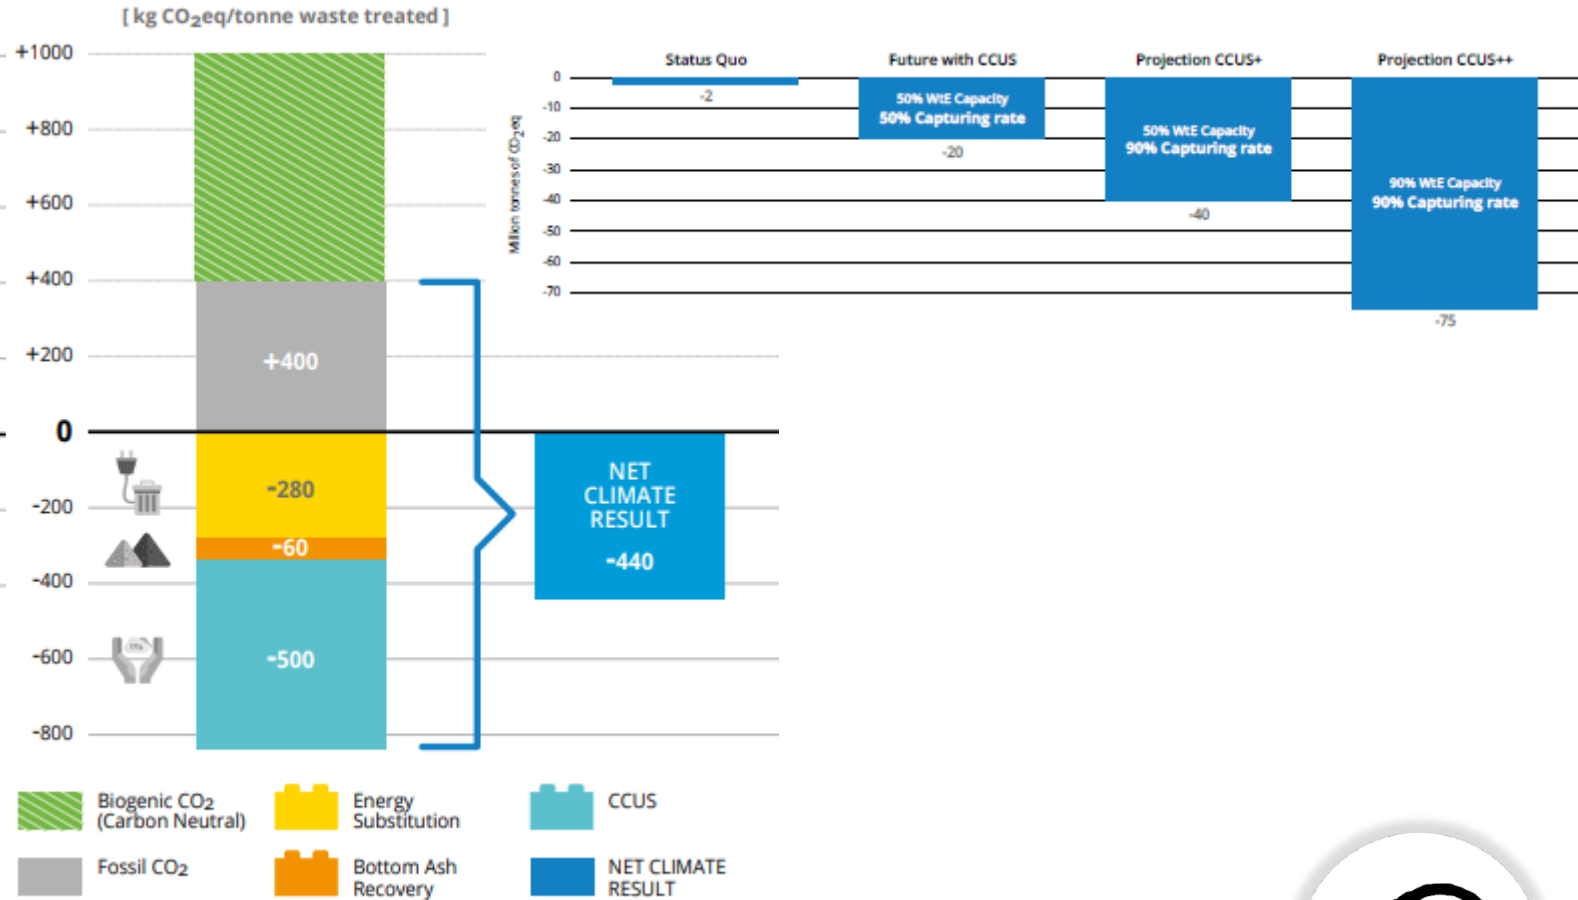 [ kg CO₂eq/tonne waste treated ]
+1000
+800
+600
+400
+200
0
-200
-400
-600
-800
+400
-280
-60
-500
NET
CLIMATE
RESULT
-440
Biogenic CO₂
(Carbon Neutral)
Fossil CO₂
Energy
Substitution
Bottom Ash
Recovery
CCUS
NET CLIMATE
RESULT
Million tonnes of CO₂eq
0
-10
-20
-30
-40
-50
-60
-70
Status Quo
-2
Future with CCUS
50% WtE Capacity
50% Capturing rate
-20
Projection CCUS+
50% WtE Capacity
90% Capturing rate
-40
Projection CCUS++
90% WtE Capacity
90% Capturing rate
-75